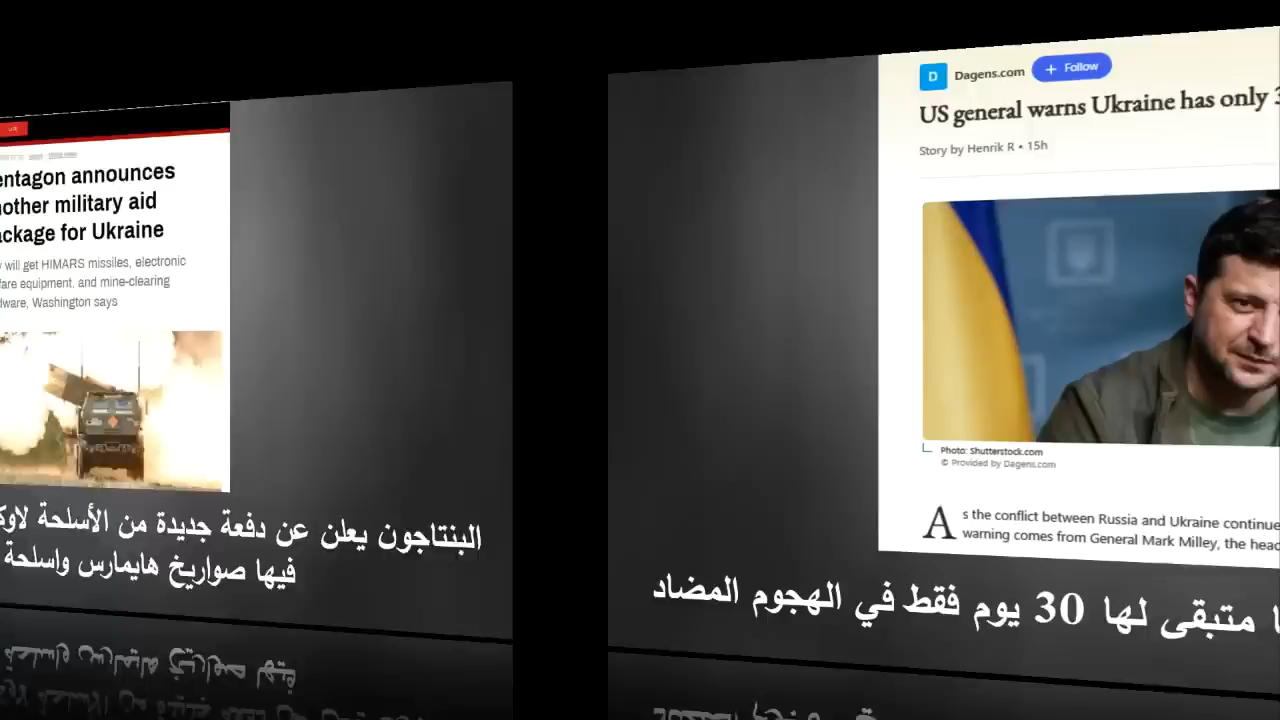 entagon announces
nother military aid
ackage for Ukraine
will get HIMARS missiles, electronic
fare equipment, and mine-clearing
dware, Washington says
البنتاجون يعلن عن دفعة جديدة من الأسلحة لاوك
فيها صواريخ هايمارس واسلحة
D Dagens.com + Follow
US general warns Ukraine has only 3
Story by Henrik R • 15h
Photo: Shutterstock.com
© Provided by Dagens.com
As the conflict between Russia and Ukraine continue
warning comes from General Mark Milley, the head
متبقى لها 30 يوم فقط في الهجوم المضاد